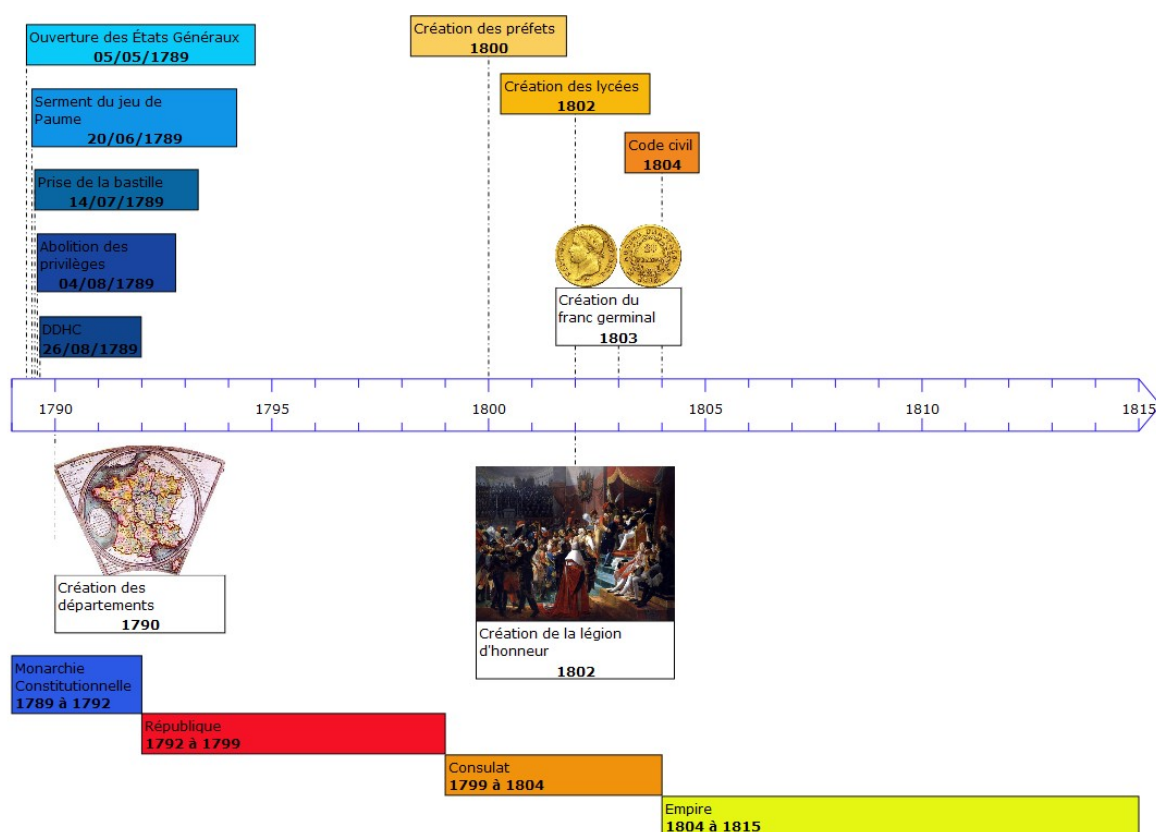 Ouverture des États Généraux
05/05/1789
Serment du jeu de
Paume
20/06/1789
Prise de la bastille
14/07/1789
Abolition des
privilèges
04/08/1789
DDHC
26/08/1789
Création des préfets
1800
Création des lycées
1802
Code civil
1804
Création du
franc germinal
1803
1790
1795
1800
1805
1810
1815
Création des
départements
1790
Création de la légion
d'honneur
1802
Monarchie
Constitutionnelle
1789 à 1792
République
1792 à 1799
Consulat
1799 à 1804
Empire
1804 à 1815